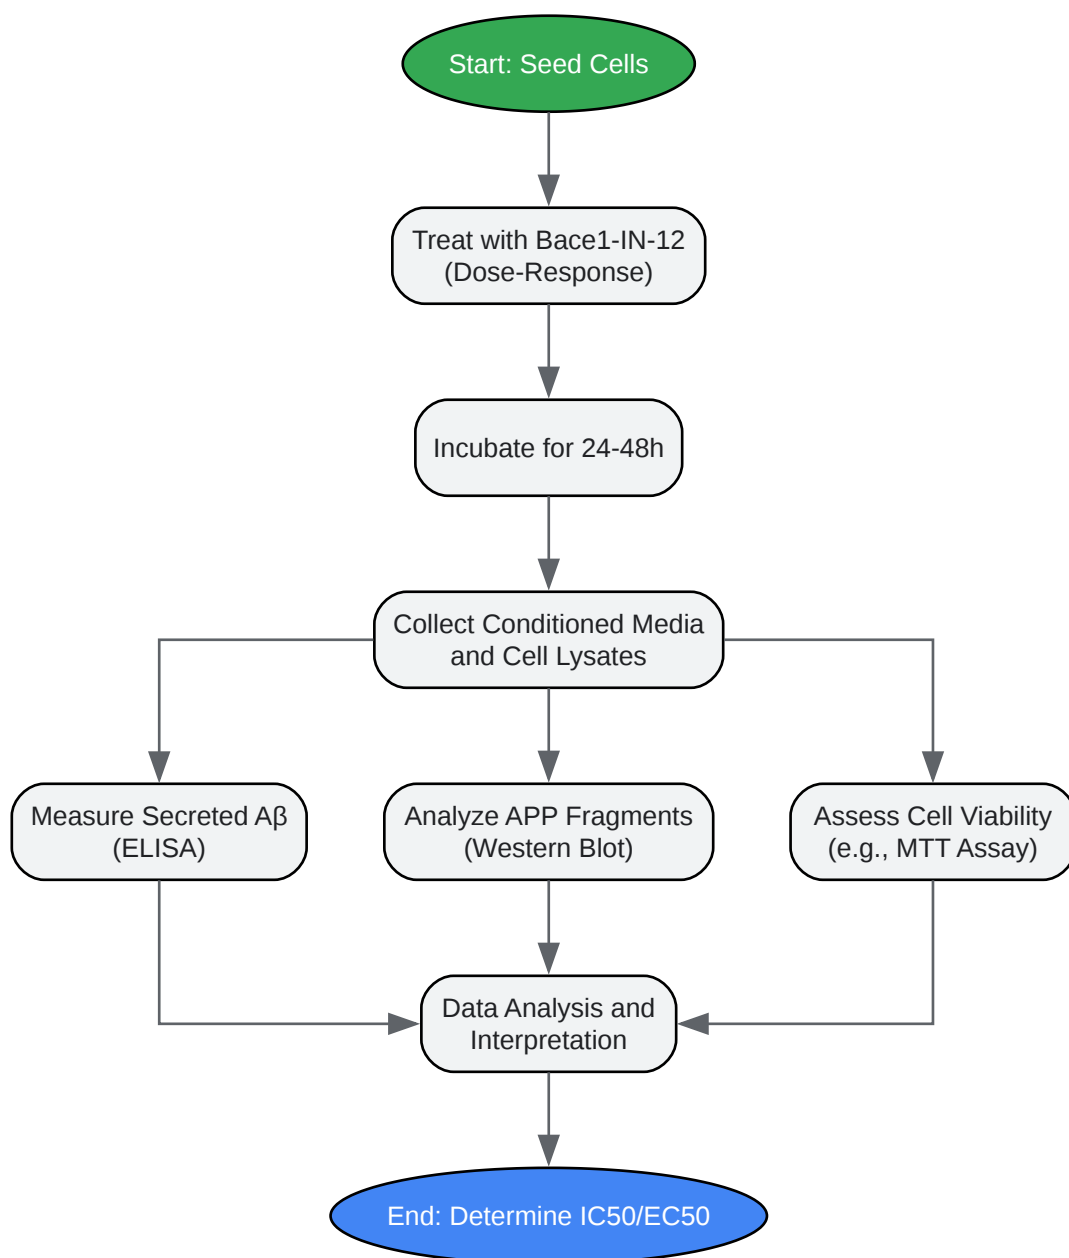 Start: Seed Cells
Treat with Bace1-IN-12
(Dose-Response)
Incubate for 24-48h
Collect Conditioned Media
and Cell Lysates
Measure Secreted Aβ
(ELISA)
Analyze APP Fragments
(Western Blot)
Assess Cell Viability
(e.g., MTT Assay)
Data Analysis and
Interpretation
End: Determine IC50/EC50